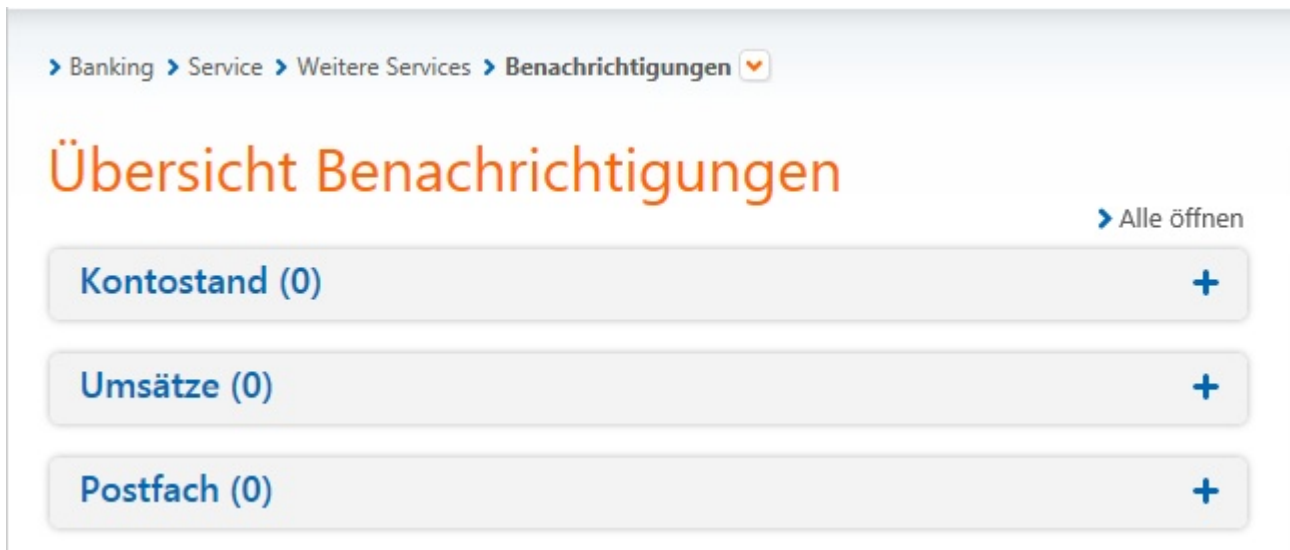 Banking Service Weitere Services Benachrichtigungen
Übersicht Benachrichtigungen
Alle öffnen
Kontostand (0)
Umsätze (0)
Postfach (0)